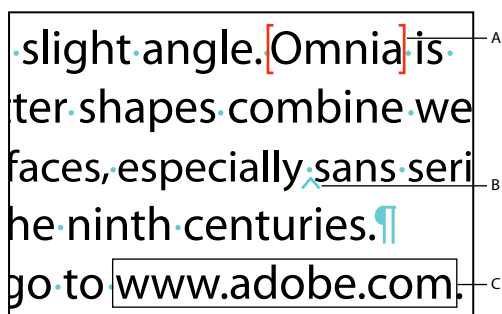 slight angle. [Omnia] is A
tter shapes combine we
faces, especially sans seri B
he ninth centuries.¶
go to www.adobe.com. C